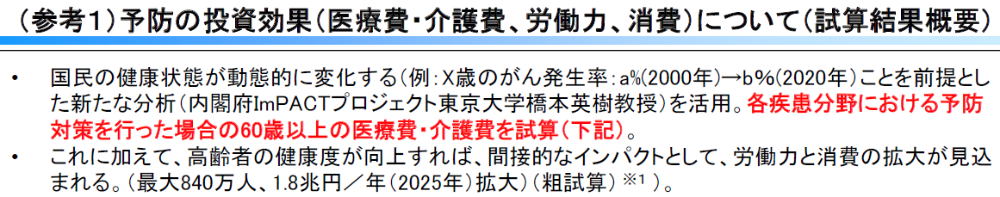 （参考１）予防の投資効果（医療費・介護費、労働力、消費）について（試算結果概要）
• 国民の健康状態が動態的に変化する（例：X歳のがん発生率：a%(2000年)→b%(2020年）ことを前提とし
た新たな分析（内閣府ImPACTプロジェクト東京大学橋本英樹教授）を活用。各疾患分野における予防
対策を行った場合の60歳以上の医療費・介護費を試算（下記）。
• これに加えて、高齢者の健康度が向上すれば、間接的なインパクトとして、労働力と消費の拡大が見込
まれる。（最大840万人、1.8兆円／年（2025年）拡大）（粗試算）※１）。